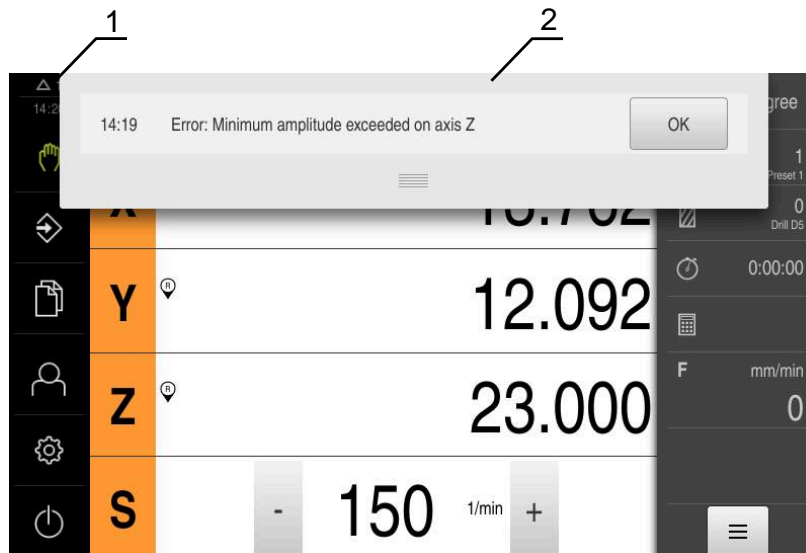 1
2
14:20
14:19 Error: Minimum amplitude exceeded on axis Z OK
gree
1
Preset 1
X
0
Drill D5
0:00:00
Y R 12.092
F mm/min
0
Z R 23.000
S - 150 1/min +